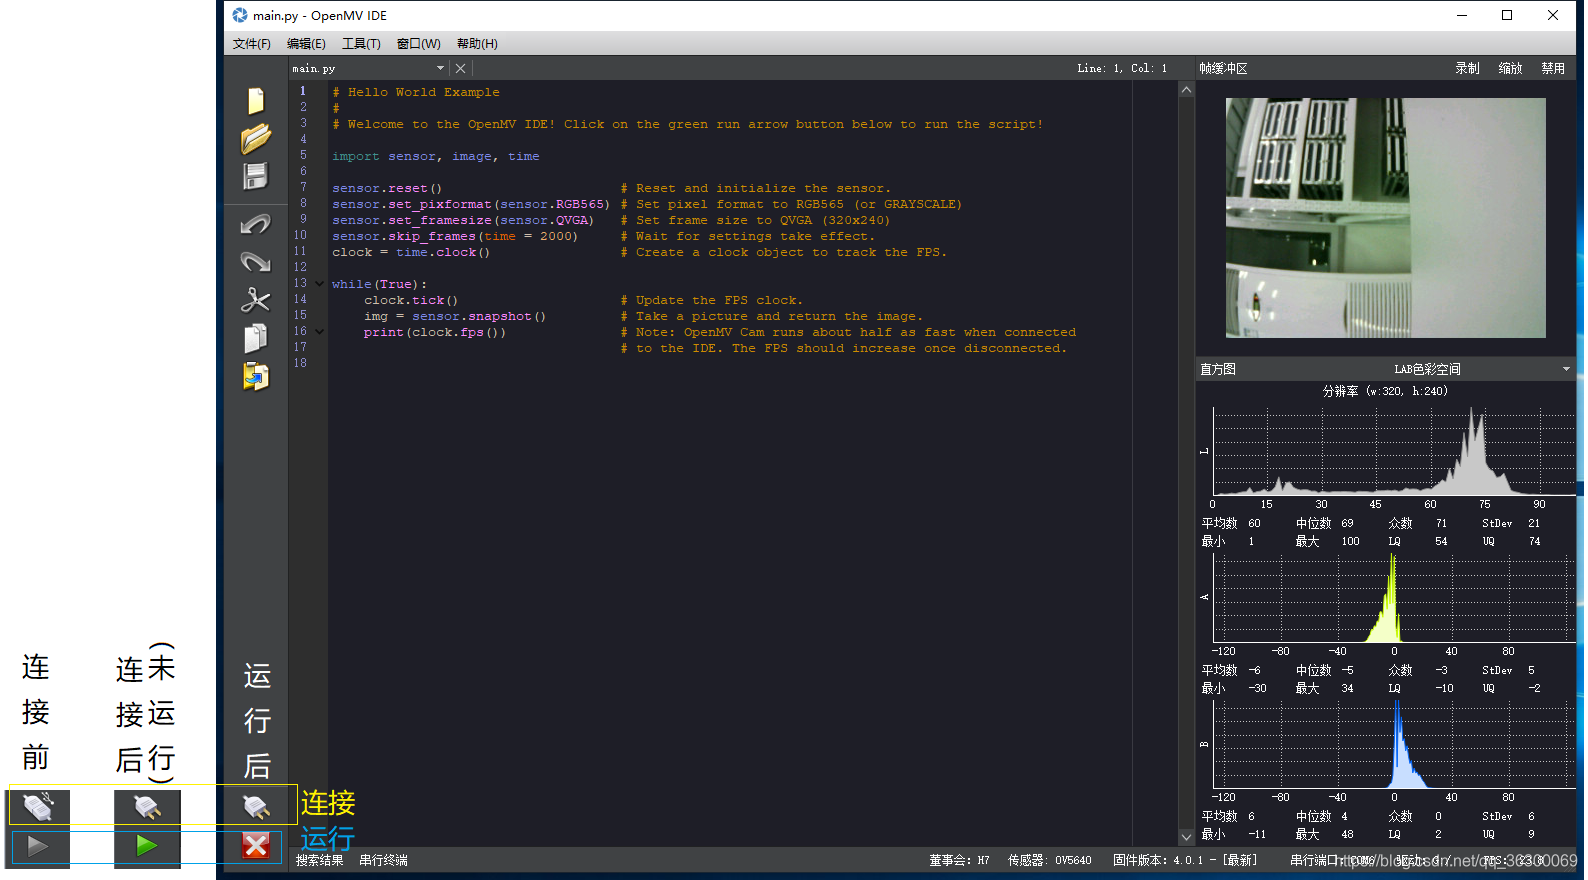 main.py - OpenMV IDE
文件(F) 编辑(E) 工具(T) 窗口(W) 帮助(H)
main.py
Line: 1, Col: 1
1 # Hello World Example
2 #
3 # Welcome to the OpenMV IDE! Click on the green run arrow button below to run the script!
4
5 import sensor, image, time
6
7 sensor.reset() # Reset and initialize the sensor.
8 sensor.set_pixformat(sensor.RGB565) # Set pixel format to RGB565 (or GRAYSCALE)
9 sensor.set_framesize(sensor.QVGA) # Set frame size to QVGA (320x240)
10 sensor.skip_frames(time = 2000) # Wait for settings take effect.
11 clock = time.clock() # Create a clock object to track the FPS.
12
13 while(True):
14 clock.tick() # Update the FPS clock.
15 img = sensor.snapshot() # Take a picture and return the image.
16 print(clock.fps()) # Note: OpenMV Cam runs about half as fast when connected
17 # to the IDE. The FPS should increase once disconnected.
18
帧缓冲区 录制 缩放 禁用
直方图 LAB色彩空间
分辨率 (w:320, h:240)
L
0 15 30 45 60 75 90
平均数 60 中位数 69 众数 71 StDev 21
最小 1 最大 100 LQ 54 UQ 74
A
-120 -80 -40 0 40 80
平均数 -6 中位数 -5 众数 -3 StDev 5
最小 -30 最大 34 LQ -10 UQ -2
B
-120 -80 -40 0 40 80
平均数 6 中位数 4 众数 0 StDev 6
最小 -11 最大 48 LQ 2 UQ 9
连接前
连接后
(未运行)
运行后
连接
运行
搜索结果 串行终端
董事会: H7 传感器: OV5640 固件版本: 4.0.1 - [最新] 串行端口: COM6
https://blog.csdn.net/qq_36300069